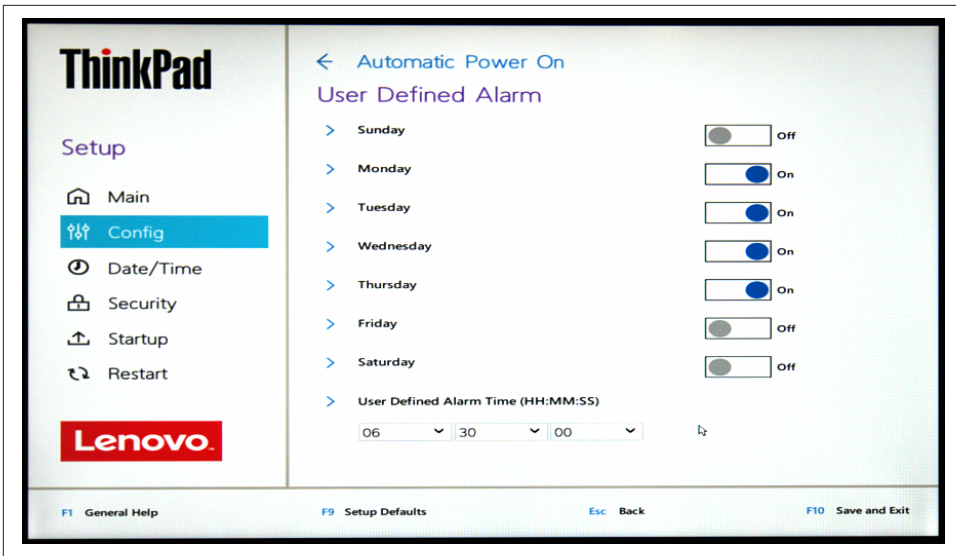 ThinkPad
Setup
Main
Config
Date/Time
Security
Startup
Restart
Lenovo.
Automatic Power On
User Defined Alarm
Sunday Off
Monday On
Tuesday On
Wednesday On
Thursday On
Friday Off
Saturday Off
User Defined Alarm Time (HH:MM:SS)
06 30 00
F1 General Help F9 Setup Defaults Esc Back F10 Save and Exit